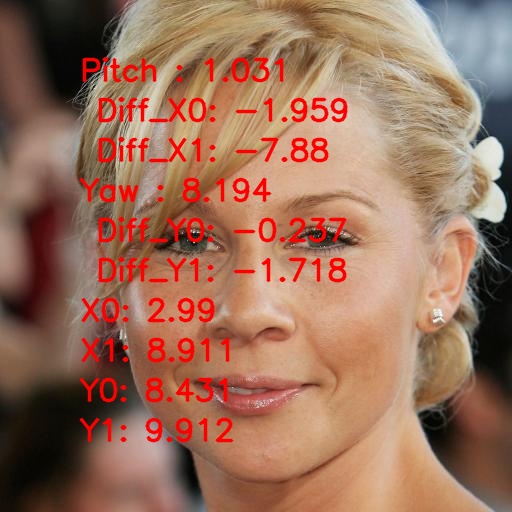 Pitch : 1.031
Diff_X0: -1.959
Diff_X1: -7.88
Yaw : 8.194
Diff_Y0: -0.237
Diff_Y1: -1.718
X0: 2.99
X1: 8.911
Y0: 8.431
Y1: 9.912